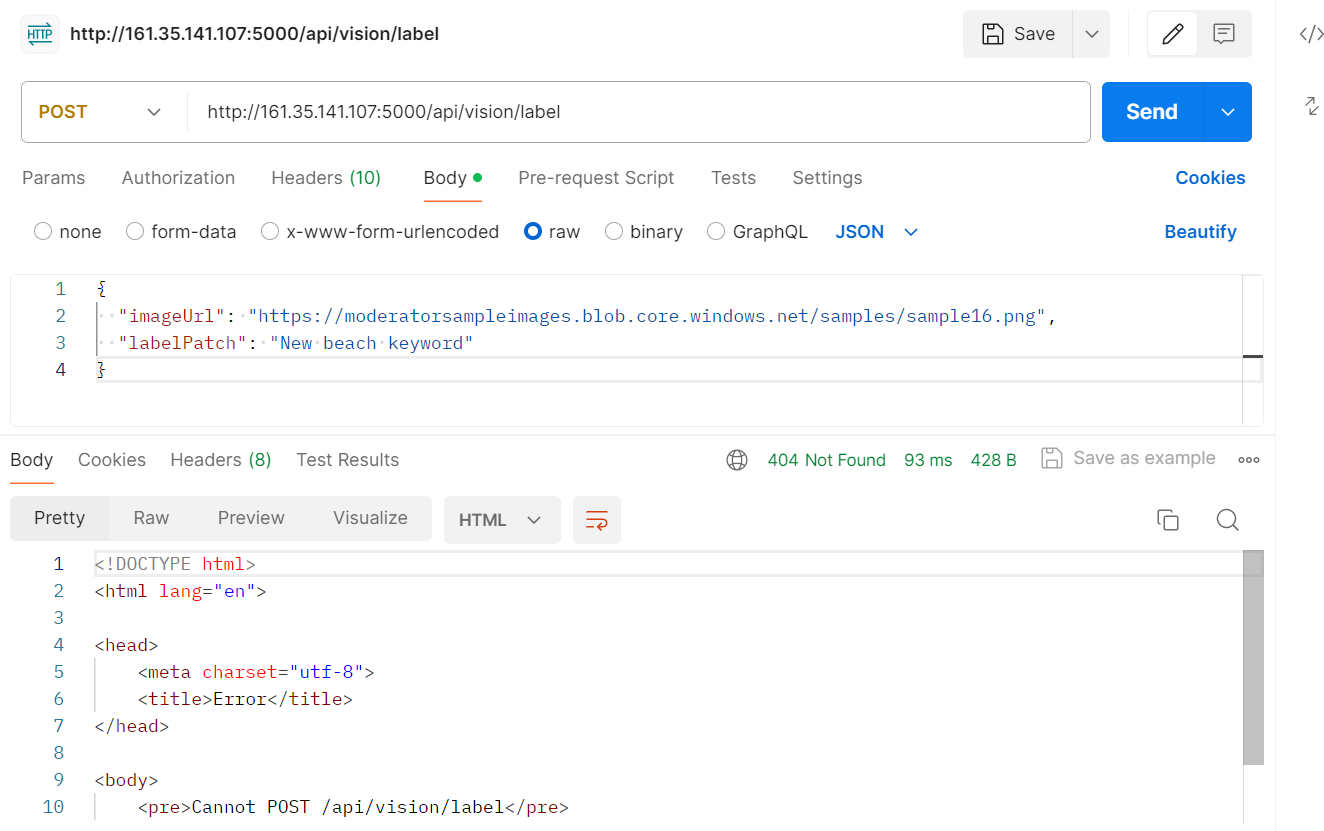 HTTP http://161.35.141.107:5000/api/vision/label Save </>
POST http://161.35.141.107:5000/api/vision/label Send
Params Authorization Headers (10) Body Pre-request Script Tests Settings Cookies
none form-data x-www-form-urlencoded raw binary GraphQL JSON Beautify
1 {
2 "imageUrl": "https://moderatorsampleimages.blob.core.windows.net/samples/sample16.png",
3 "labelPatch": "New beach keyword"
4 }
Body Cookies Headers (8) Test Results 404 Not Found 93 ms 428 B Save as example
Pretty Raw Preview Visualize HTML
1 <!DOCTYPE html>
2 <html lang="en">
3
4 <head>
5 <meta charset="utf-8">
6 <title>Error</title>
7 </head>
8
9 <body>
10 <pre>Cannot POST /api/vision/label</pre>